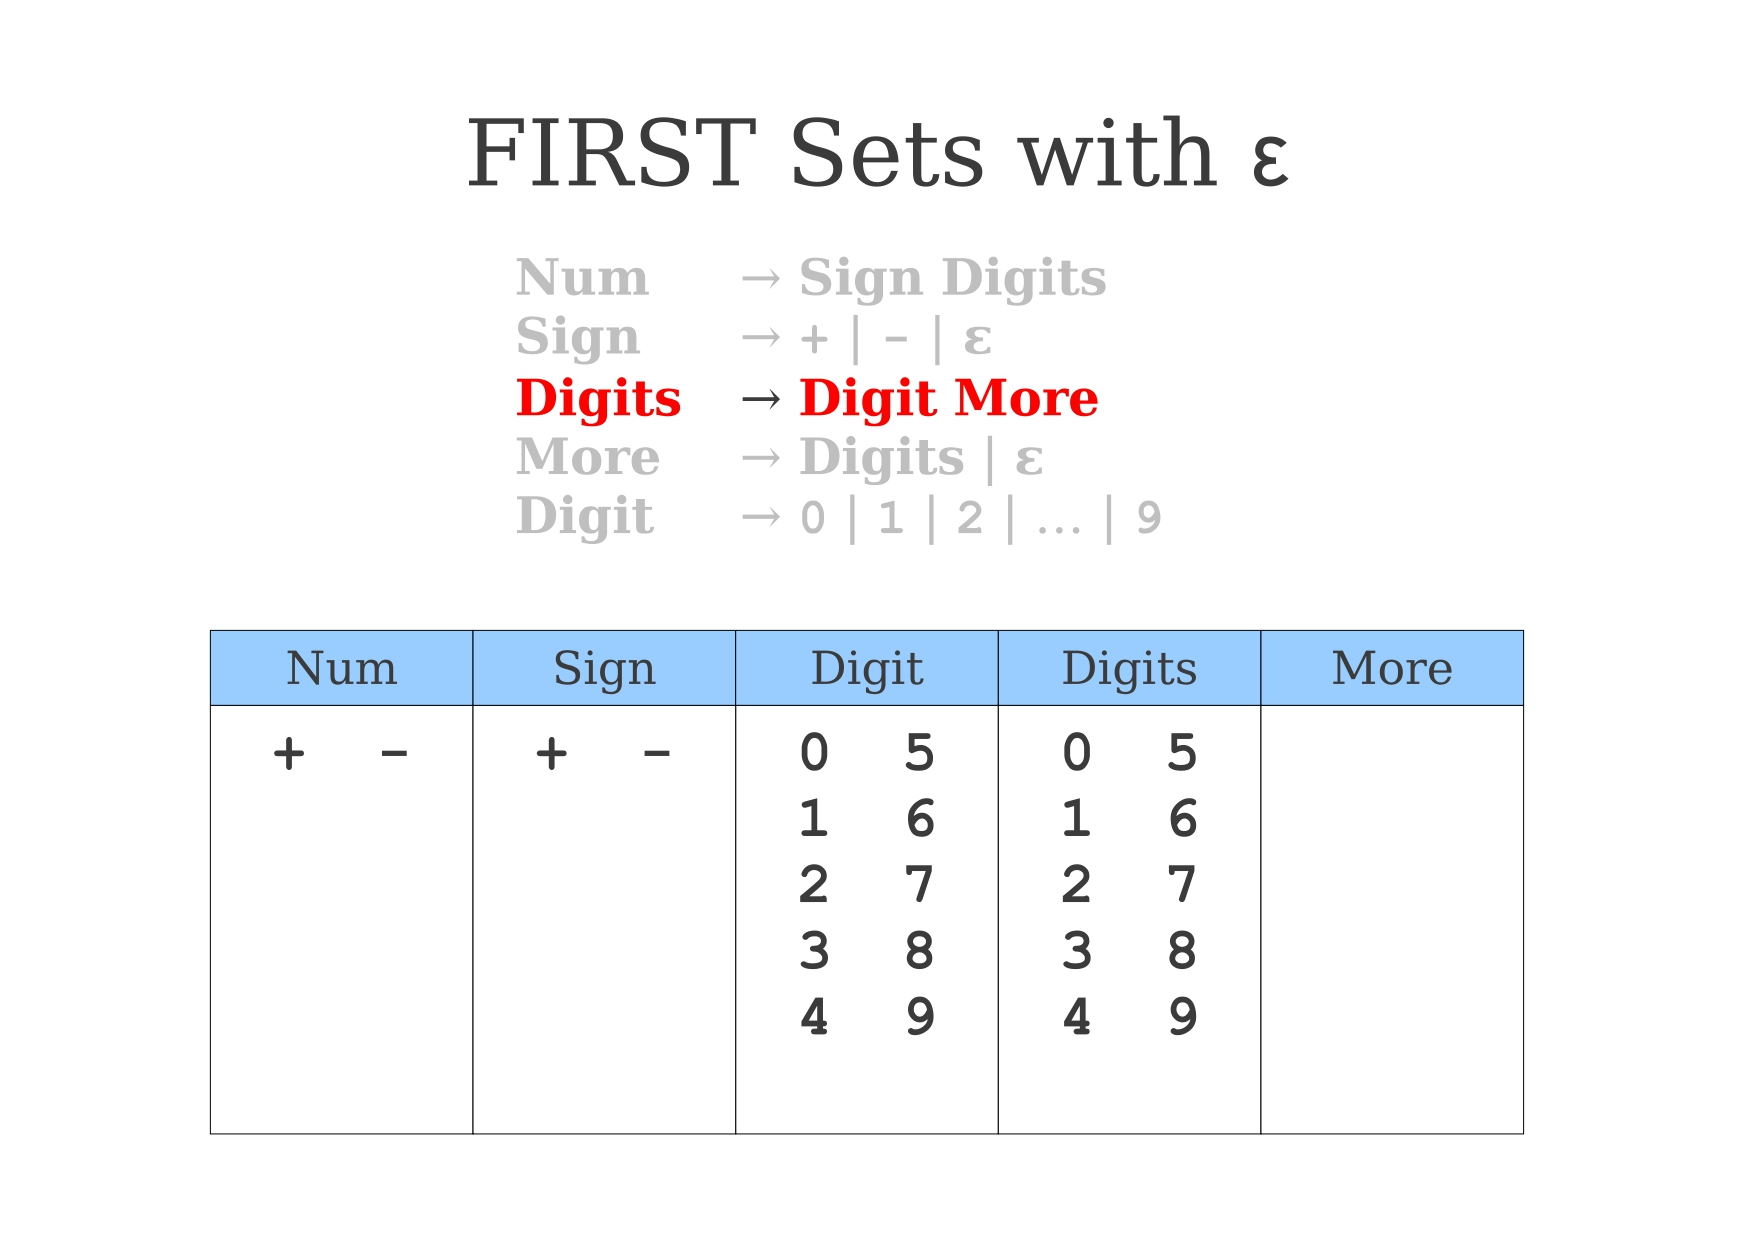 FIRST Sets with ε
Num → Sign Digits
Sign → + | - | ε
Digits → Digit More
More → Digits | ε
Digit → 0 | 1 | 2 | … | 9
Num Sign Digit Digits More
+ - + - 0 5 0 5
1 6 1 6
2 7 2 7
3 8 3 8
4 9 4 9